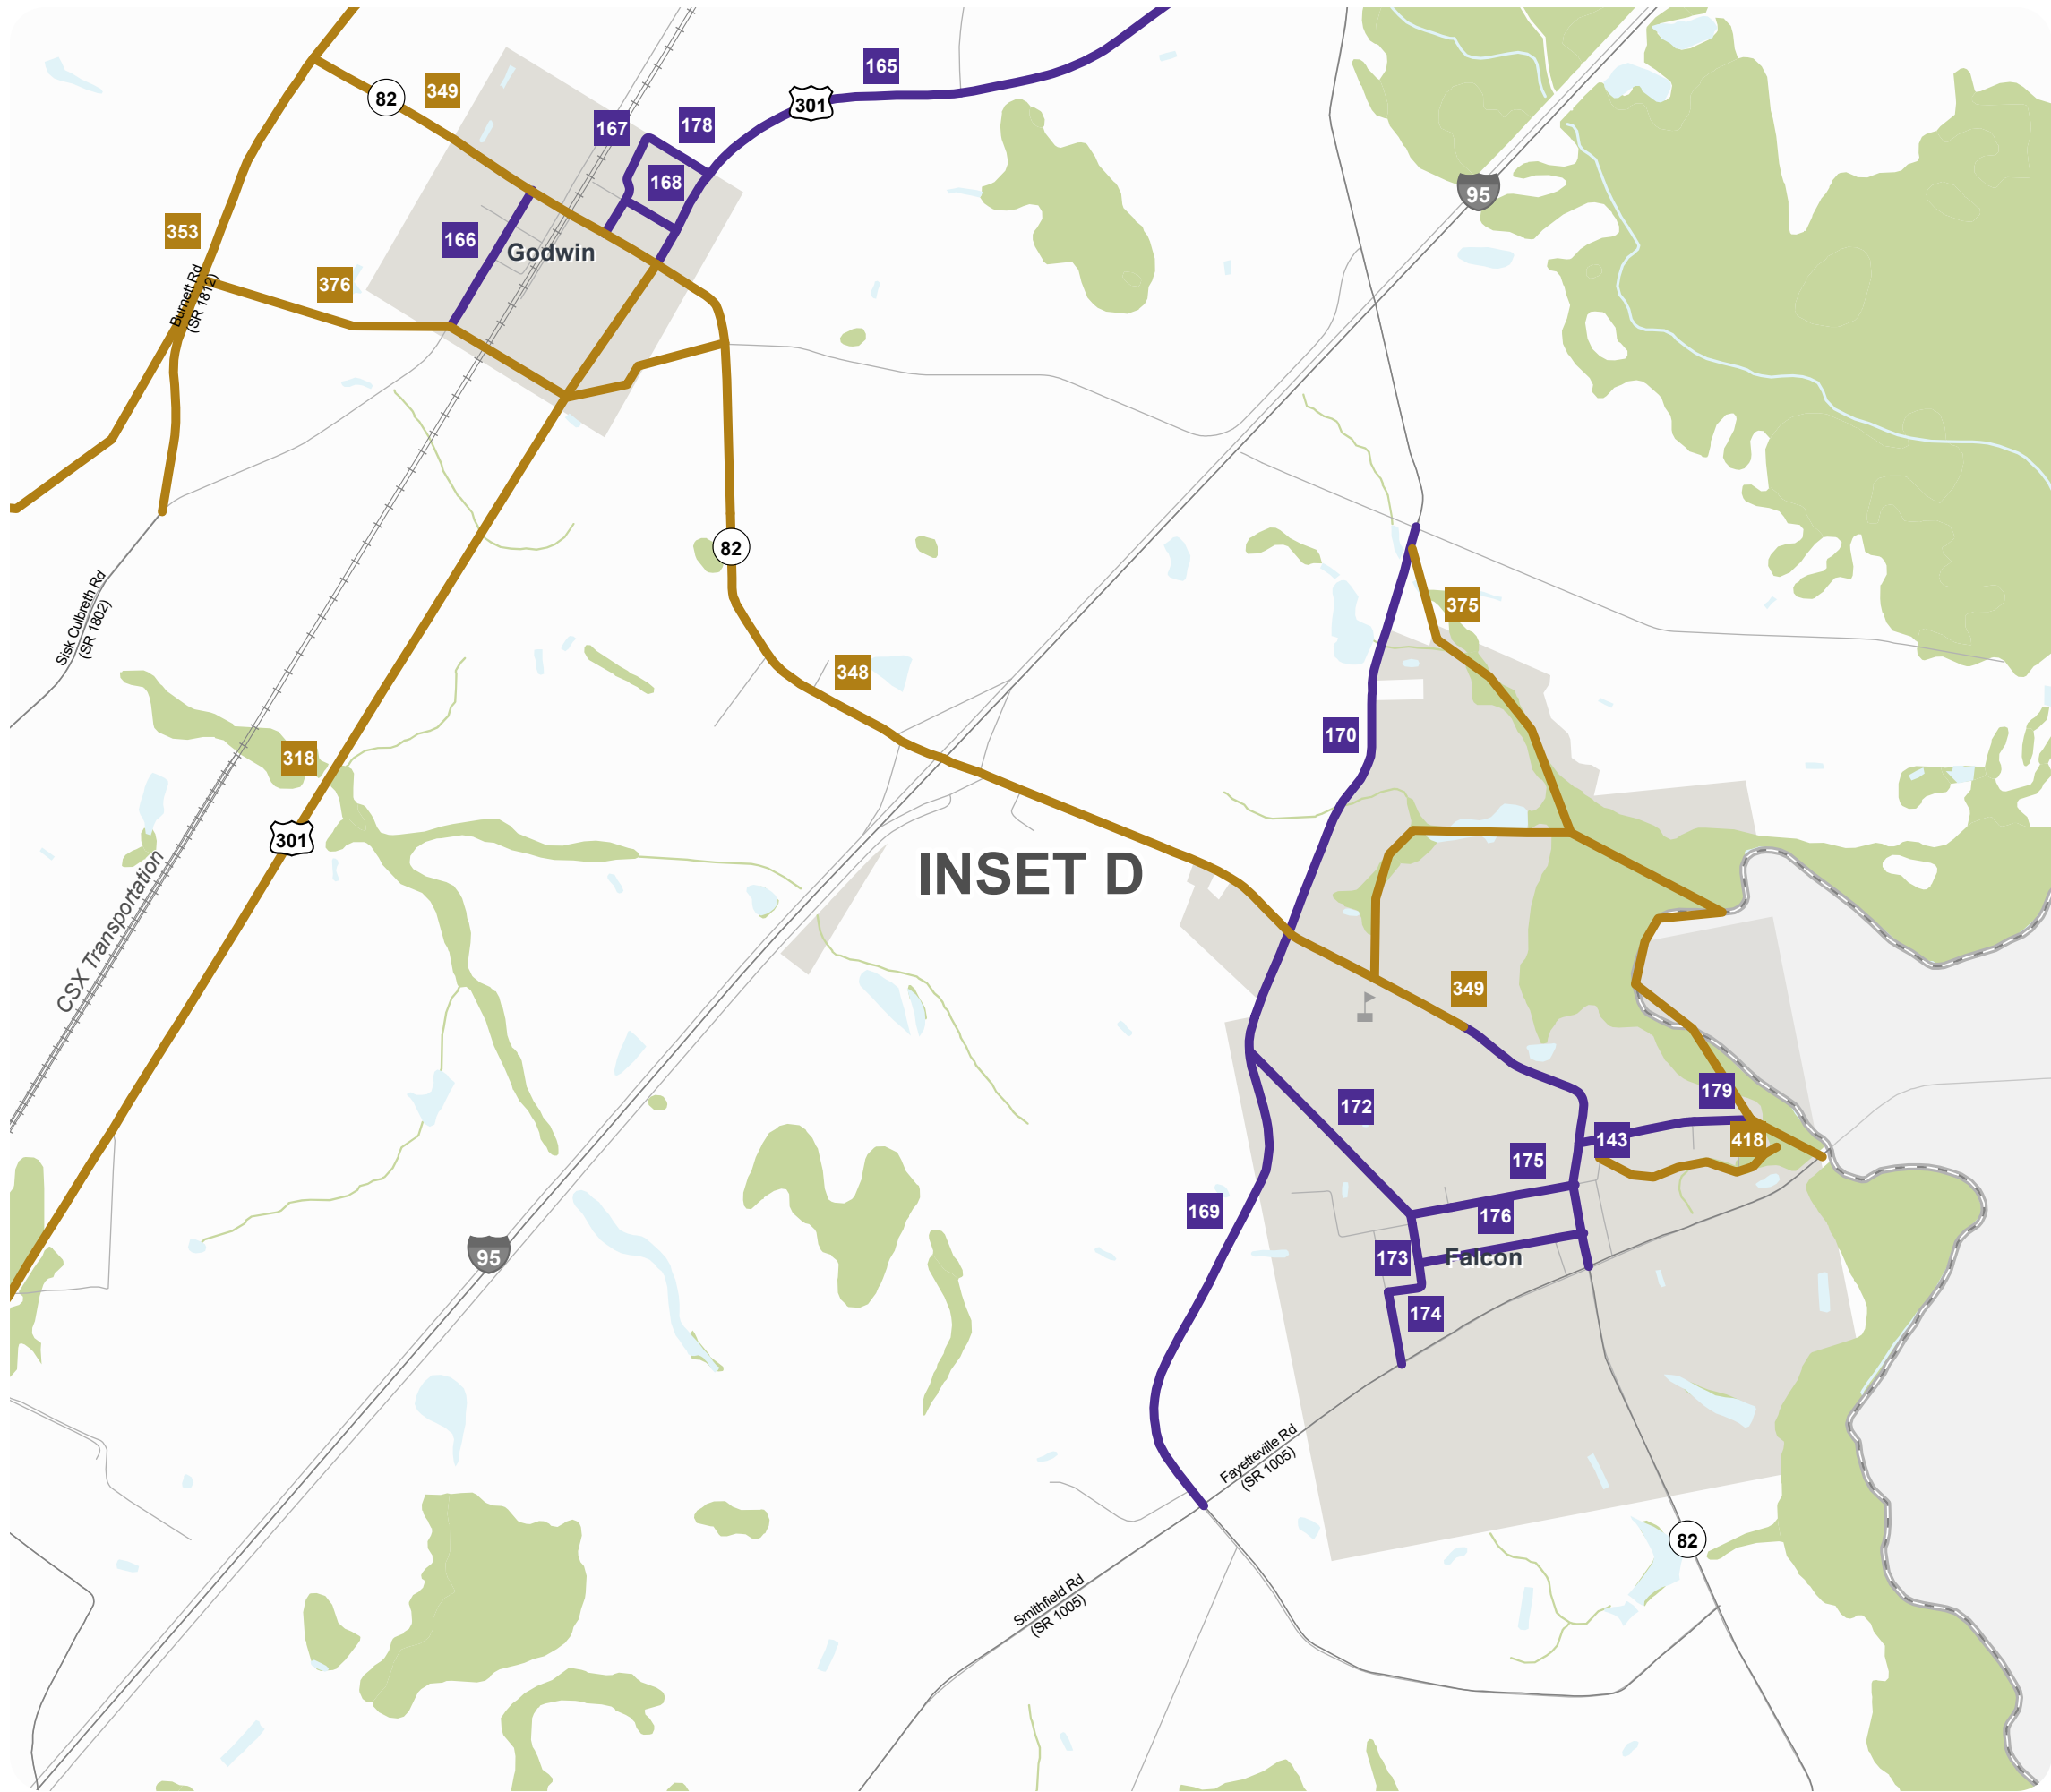 165
82
349
301
167
178
168
95
353
166
Godwin
376
Burnett Rd
(SR 1812)
82
Sisk Culbreth Rd
(SR 1802)
375
348
170
318
301
INSET D
CSX Transportation
349
179
172
143
418
175
169
176
95
173
Falcon
174
Fayetteville Rd
(SR 1005)
82
Smithfield Rd
(SR 1005)